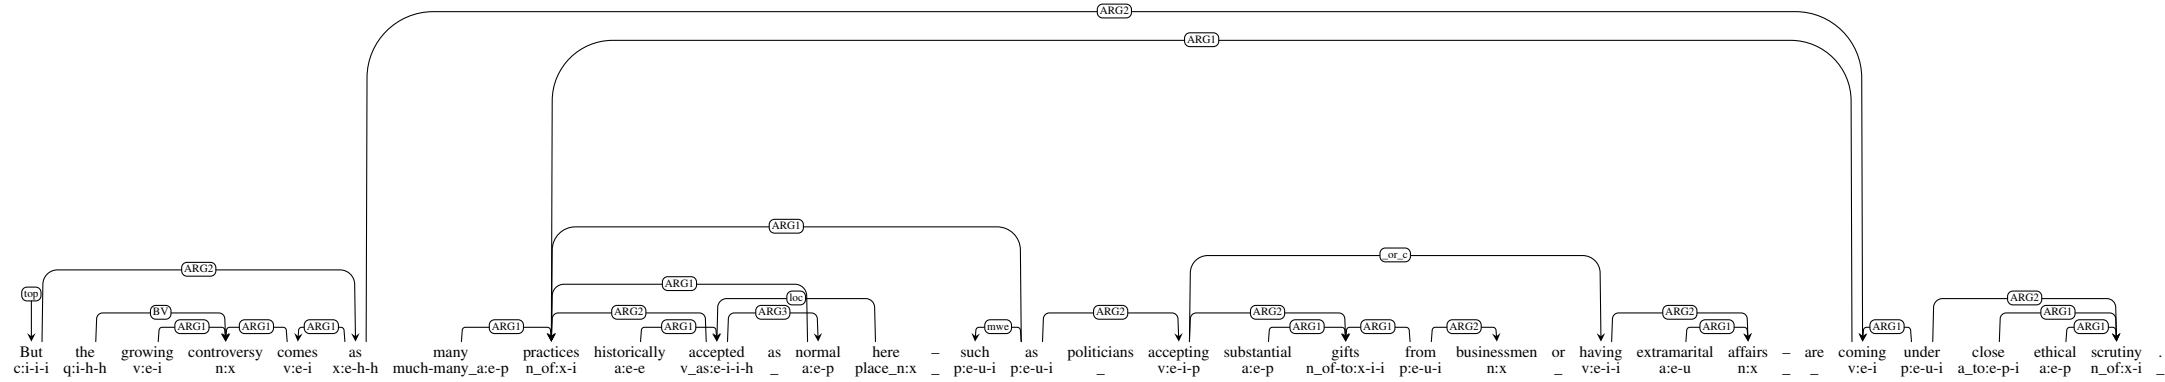 ARG2
ARG1
ARG1
_or_c
ARG2
ARG1
top loc ARG2
BV ARG2 ARG3 ARG2 ARG2 ARG2 ARG1
ARG1 ARG1 ARG1 ARG1 ARG1 mwe ARG1 ARG1 ARG2 ARG1 ARG1 ARG1
But the growing controversy comes as many practices historically accepted as normal here – such as politicians accepting substantial gifts from businessmen or having extramarital affairs – are coming under close ethical scrutiny .
c:i-i-i q:i-h-h v:e-i n:x v:e-i x:e-h-h much-many_a:e-p n_of:x-i a:e-e v_as:e-i-i-h _ a:e-p place_n:x _ p:e-u-i p:e-u-i _ v:e-i-p a:e-p n_of-to:x-i-i p:e-u-i n:x _ v:e-i-i a:e-u n:x _ _ v:e-i p:e-u-i a_to:e-p-i a:e-p n_of:x-i _